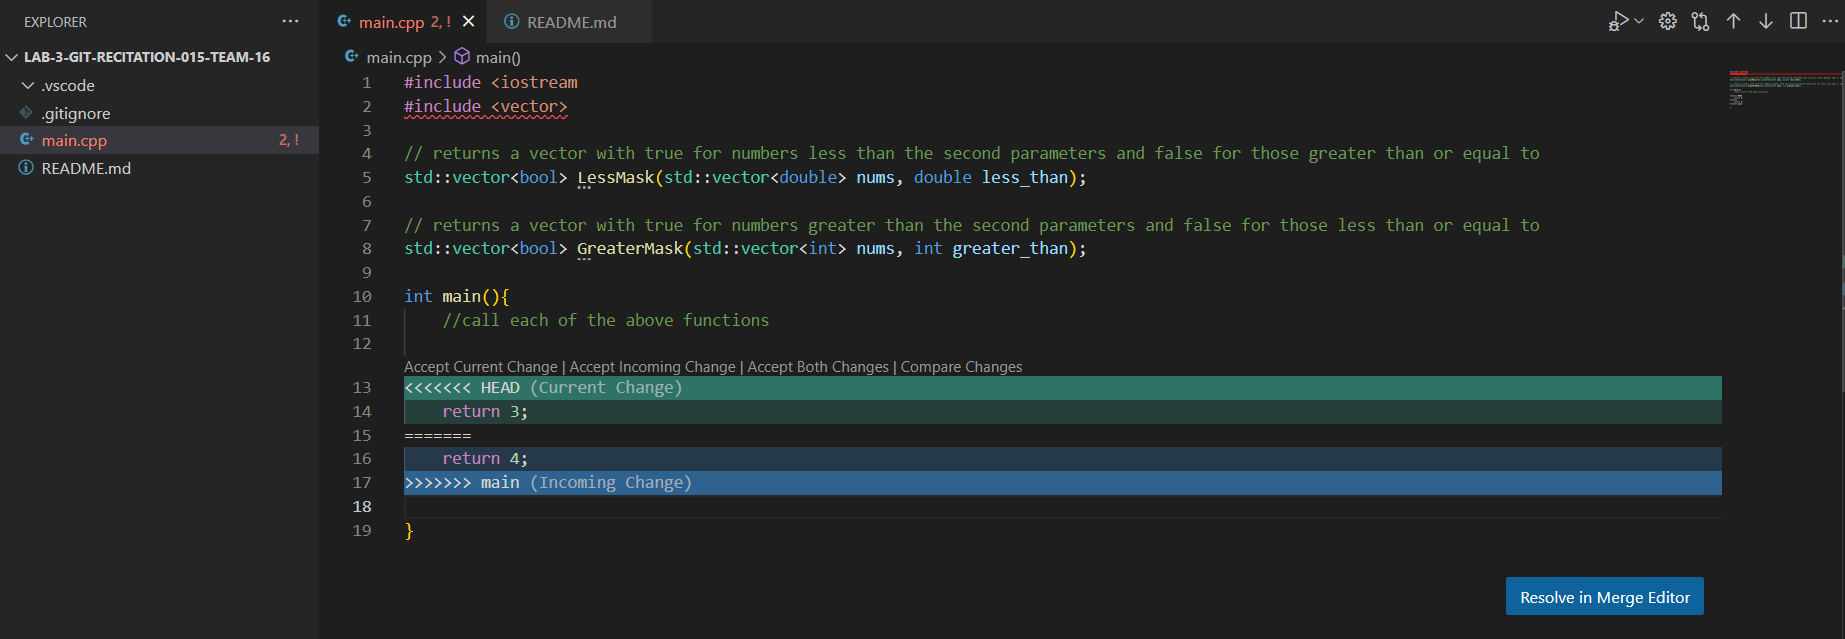 EXPLORER
LAB-3-GIT-RECITATION-015-TEAM-16
.vscode
.gitignore
main.cpp 2, !
README.md
main.cpp 2, !
README.md
main.cpp > main()
1 #include <iostream
2 #include <vector>
3
4 // returns a vector with true for numbers less than the second parameters and false for those greater than or equal to
5 std::vector<bool> LessMask(std::vector<double> nums, double less_than);
6
7 // returns a vector with true for numbers greater than the second parameters and false for those less than or equal to
8 std::vector<bool> GreaterMask(std::vector<int> nums, int greater_than);
9
10 int main(){
11 //call each of the above functions
12
Accept Current Change | Accept Incoming Change | Accept Both Changes | Compare Changes
13 <<<<<<< HEAD (Current Change)
14 return 3;
15 =======
16 return 4;
17 >>>>>>> main (Incoming Change)
18
19 }
Resolve in Merge Editor